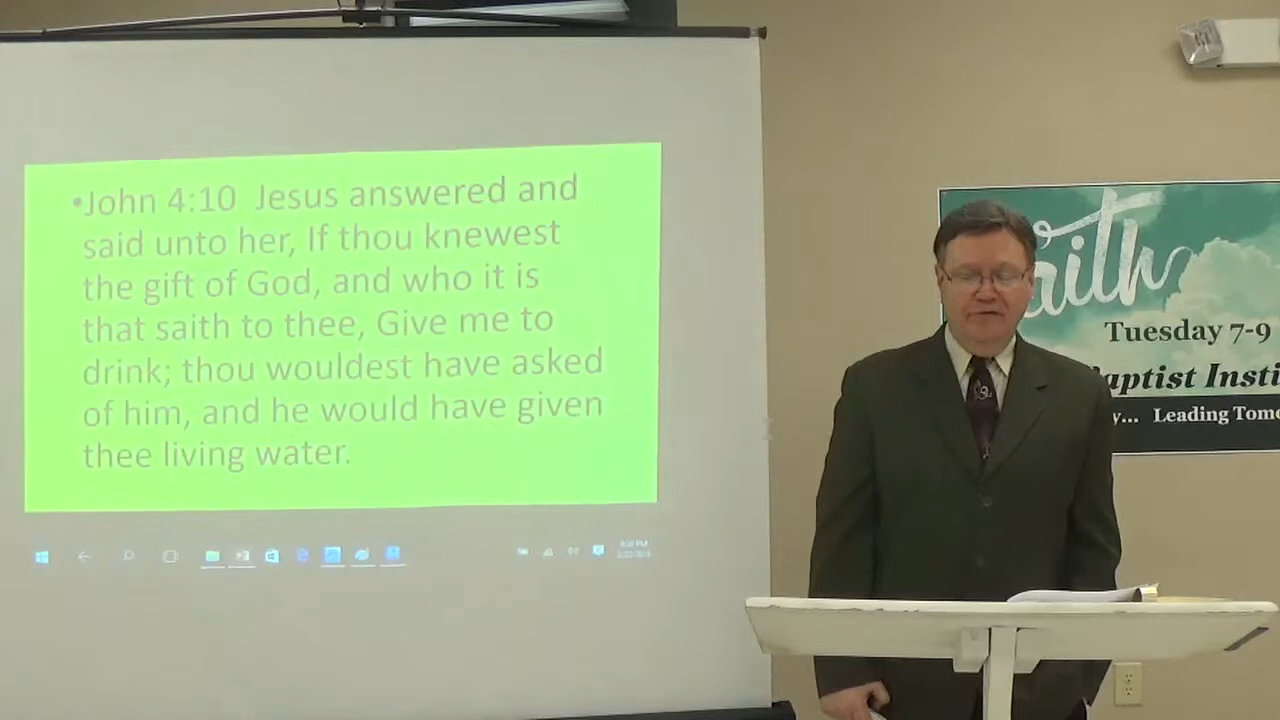 •John 4:10 Jesus answered and
said unto her, If thou knewest
the gift of God, and who it is
that saith to thee, Give me to
drink; thou wouldest have asked
of him, and he would have given
thee living water.
aith
Tuesday 7-9
aptist Insti
y... Leading Tomo